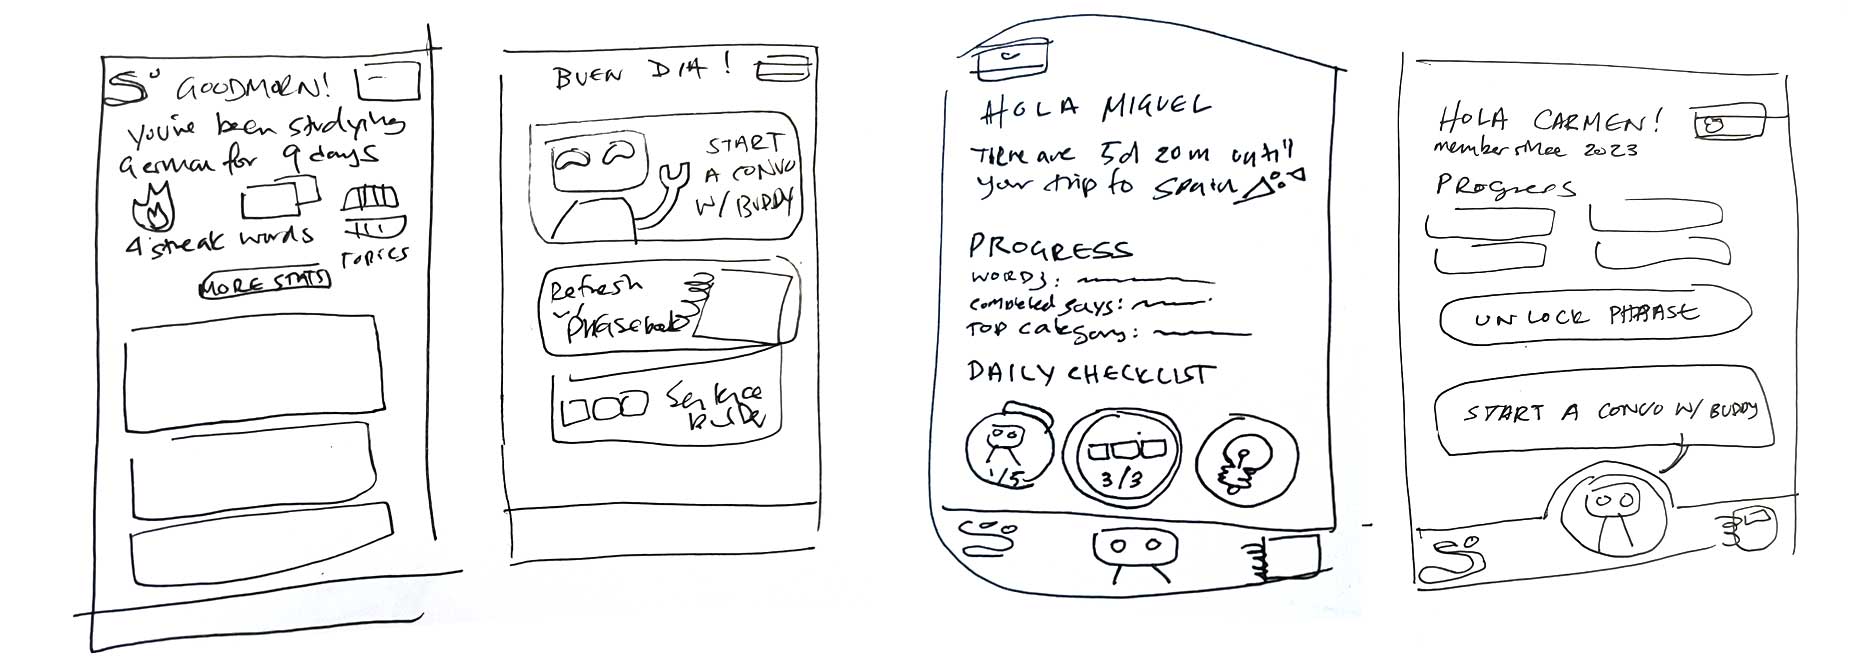 GOODMORN!
you've been studying
German for 9 days
4 streak
words
TOPICS
MORE STATS
BUEN DIA!
START
A CONVO
W/ BUDDY
Refresh
phrasebook
Sentence
builder
HOLA MIGUEL
There are 5d 20m until
your trip to Spain
PROGRESS
WORDS:
completed says:
TOP category:
DAILY CHECKLIST
1/5
3/3
HOLA CARMEN!
member since 2023
PROgress
UNLOCK PHRASE
START A CONVO W/ BUDDY